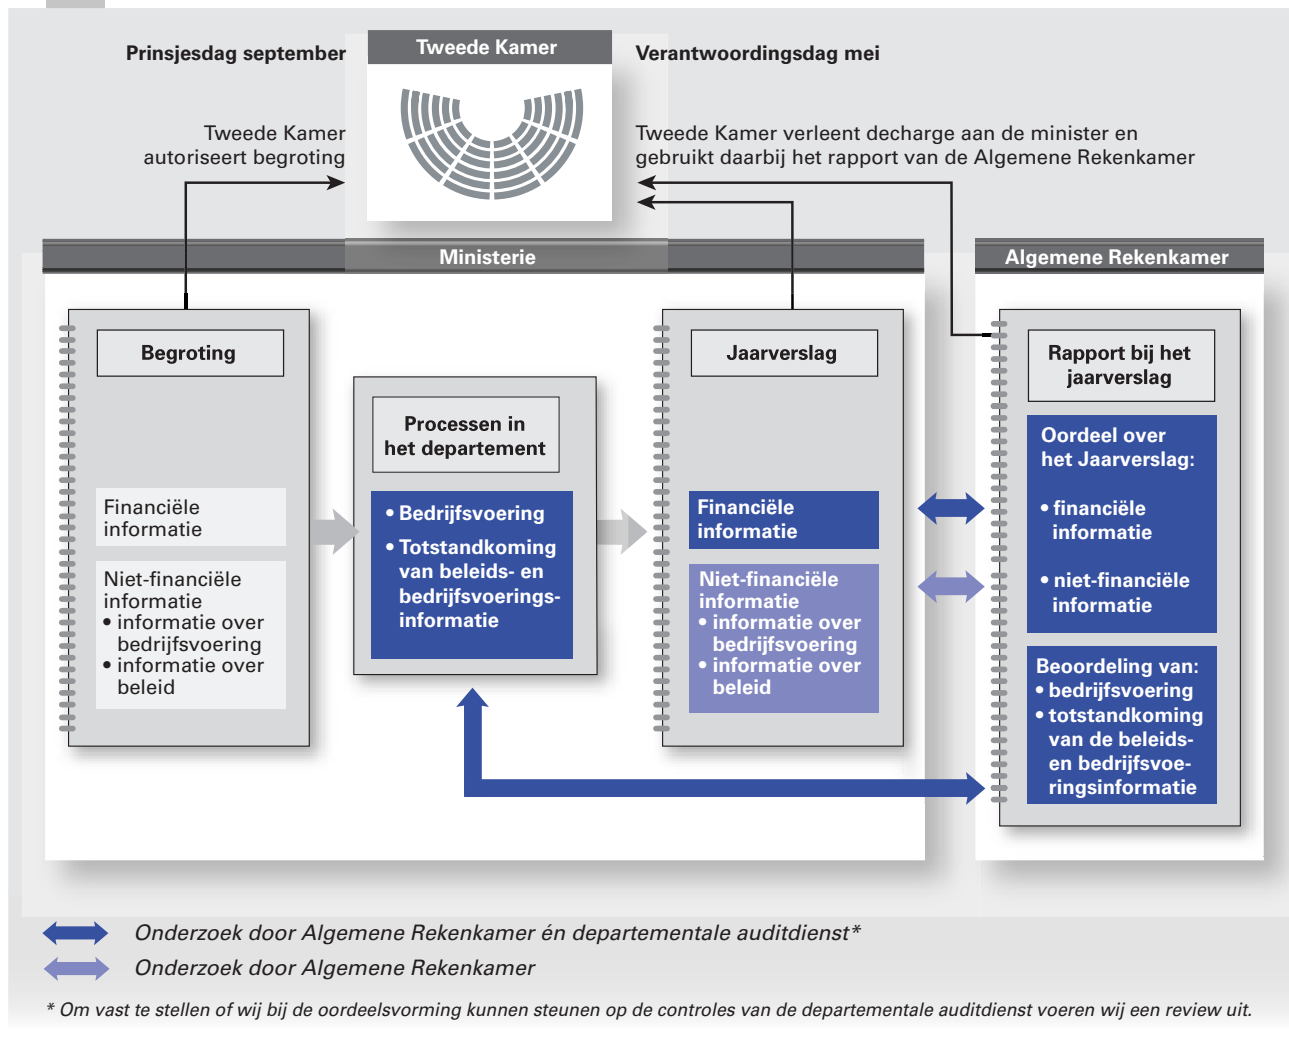 Prinsjesdag september
Tweede Kamer
Verantwoordingsdag mei
Tweede Kamer
autoriseert begroting
Tweede Kamer verleent decharge aan de minister en
gebruikt daarbij het rapport van de Algemene Rekenkamer
Ministerie
Algemene Rekenkamer
Begroting
Financiële
informatie
Niet-financiële
informatie
• informatie over
bedrijfsvoering
• informatie over
beleid
Processen in
het departement
• Bedrijfsvoering
• Totstandkoming
van beleids- en
bedrijfsvoerings-
informatie
Jaarverslag
Financiële
informatie
Niet-financiële
informatie
• informatie over
bedrijfsvoering
• informatie over
beleid
Rapport bij het
jaarverslag
Oordeel over
het Jaarverslag:
• financiële
informatie
• niet-financiële
informatie
Beoordeling van:
• bedrijfsvoering
• totstandkoming
van de beleids-
en bedrijfsvoe-
ringsinformatie
Onderzoek door Algemene Rekenkamer én departementale auditdienst*
Onderzoek door Algemene Rekenkamer
* Om vast te stellen of wij bij de oordeelsvorming kunnen steunen op de controles van de departementale auditdienst voeren wij een review uit.